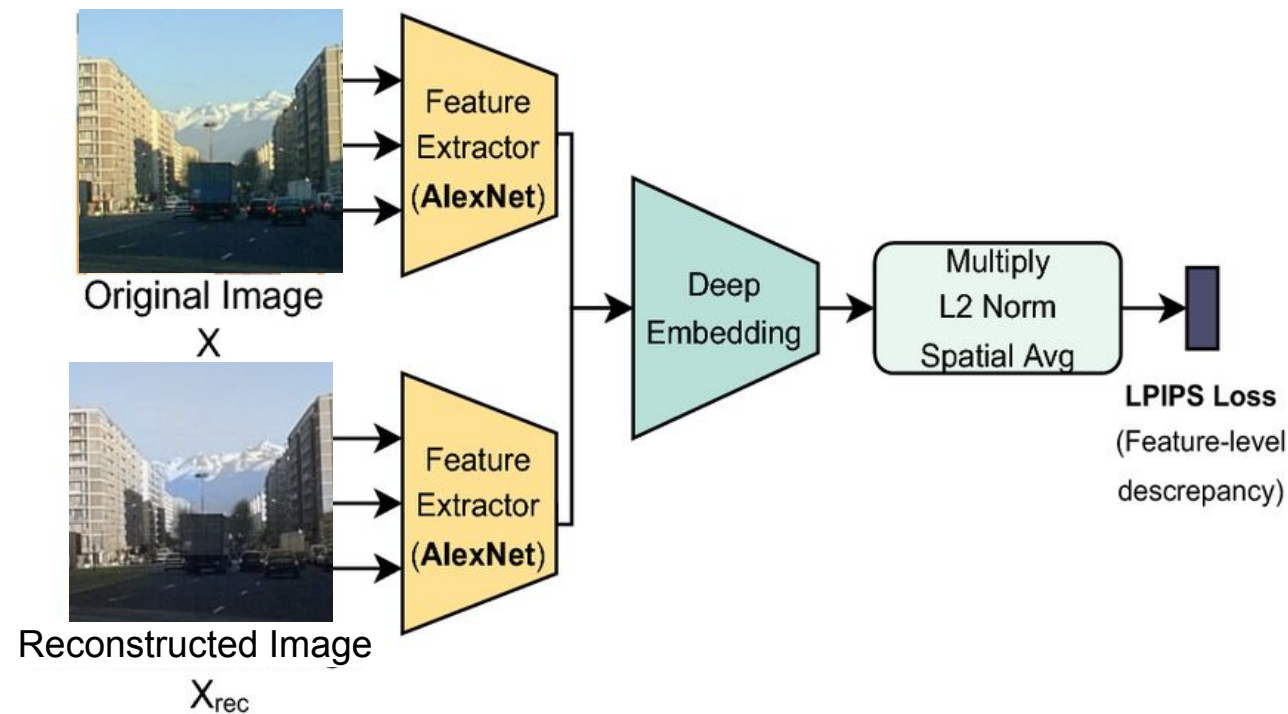 Original Image
X
Feature
Extractor
(AlexNet)
Reconstructed Image
Xrec
Feature
Extractor
(AlexNet)
Deep
Embedding
Multiply
L2 Norm
Spatial Avg
LPIPS Loss
(Feature-level
descrepancy)